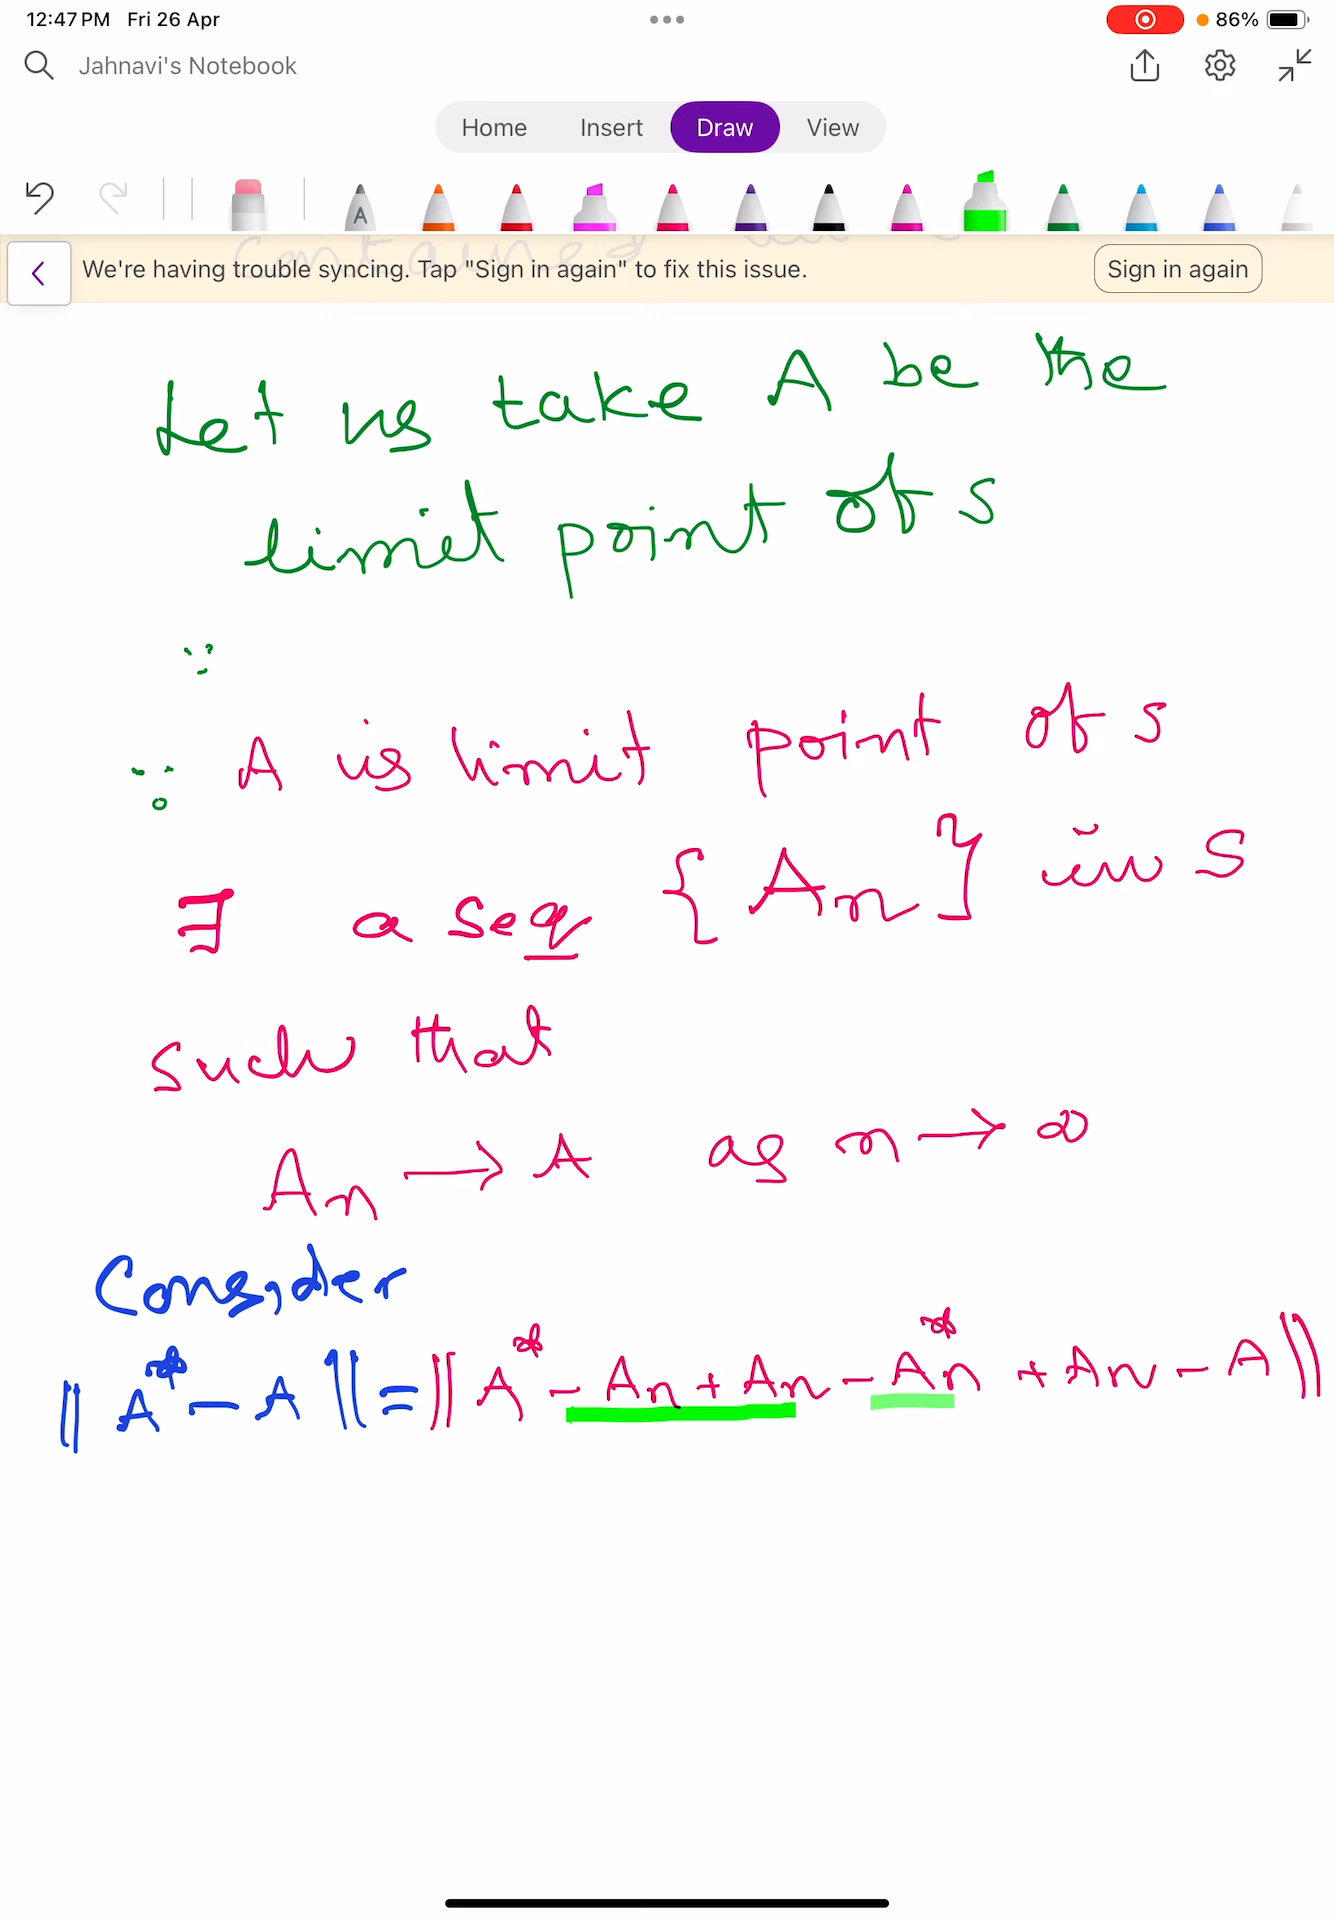 12:47 PM Fri 26 Apr
86%
Jahnavi's Notebook
Home Insert Draw View
A
contained in
We're having trouble syncing. Tap "Sign in again" to fix this issue.
Sign in again
Let us take A be the
limit point of S
∵
∵ A is limit point of S
∃ a seq {An} in S
such that
An → A as n → ∞
Consider
|| A* - A || = || A* - An + An - An* + An - A ||